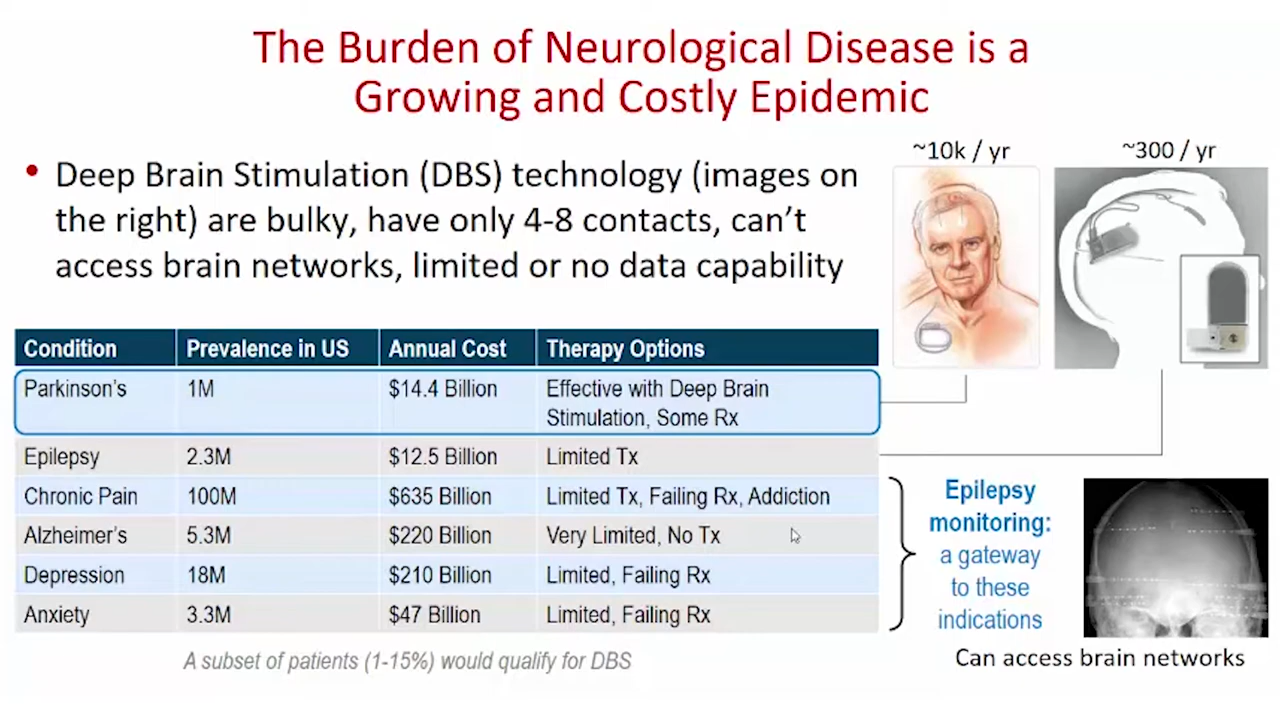 The Burden of Neurological Disease is a
Growing and Costly Epidemic
• Deep Brain Stimulation (DBS) technology (images on
the right) are bulky, have only 4-8 contacts, can't
access brain networks, limited or no data capability
~10k / yr
~300 / yr
Condition Prevalence in US Annual Cost Therapy Options
Parkinson's 1M $14.4 Billion Effective with Deep Brain
Stimulation, Some Rx
Epilepsy 2.3M $12.5 Billion Limited Tx
Chronic Pain 100M $635 Billion Limited Tx, Failing Rx, Addiction
Alzheimer's 5.3M $220 Billion Very Limited, No Tx
Depression 18M $210 Billion Limited, Failing Rx
Anxiety 3.3M $47 Billion Limited, Failing Rx
A subset of patients (1-15%) would qualify for DBS
Epilepsy
monitoring:
a gateway
to these
indications
Can access brain networks